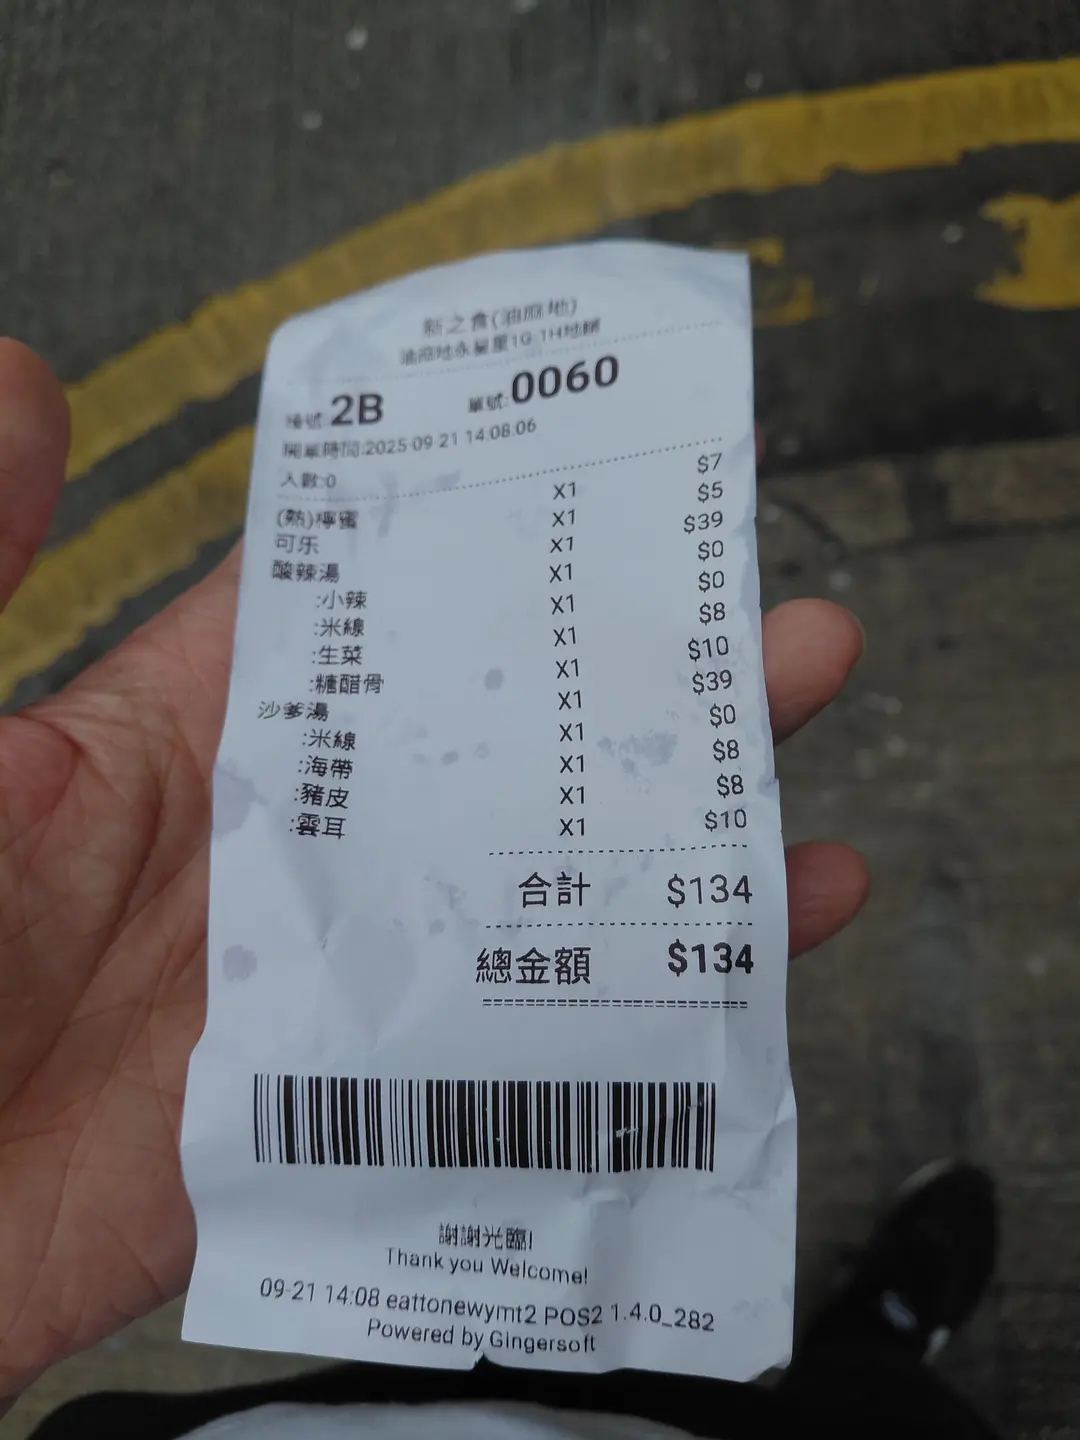 新之食(油麻地)
油麻地永星里1G 1H地舖
檯號:2B 單號:0060
開單時間:2025-09-21 14:08:06
人數:0
(熱)檸蜜 X1 $7
可乐 X1 $5
酸辣湯 X1 $39
:小辣 X1 $0
:米線 X1 $0
:生菜 X1 $8
:糖醋骨 X1 $10
沙爹湯 X1 $39
:米線 X1 $0
:海帶 X1 $8
:豬皮 X1 $8
:雲耳 X1 $10
合計 $134
總金額 $134
謝謝光臨!
Thank you Welcome!
09-21 14:08 eattonewymt2 POS2 1.4.0_282
Powered by Gingersoft